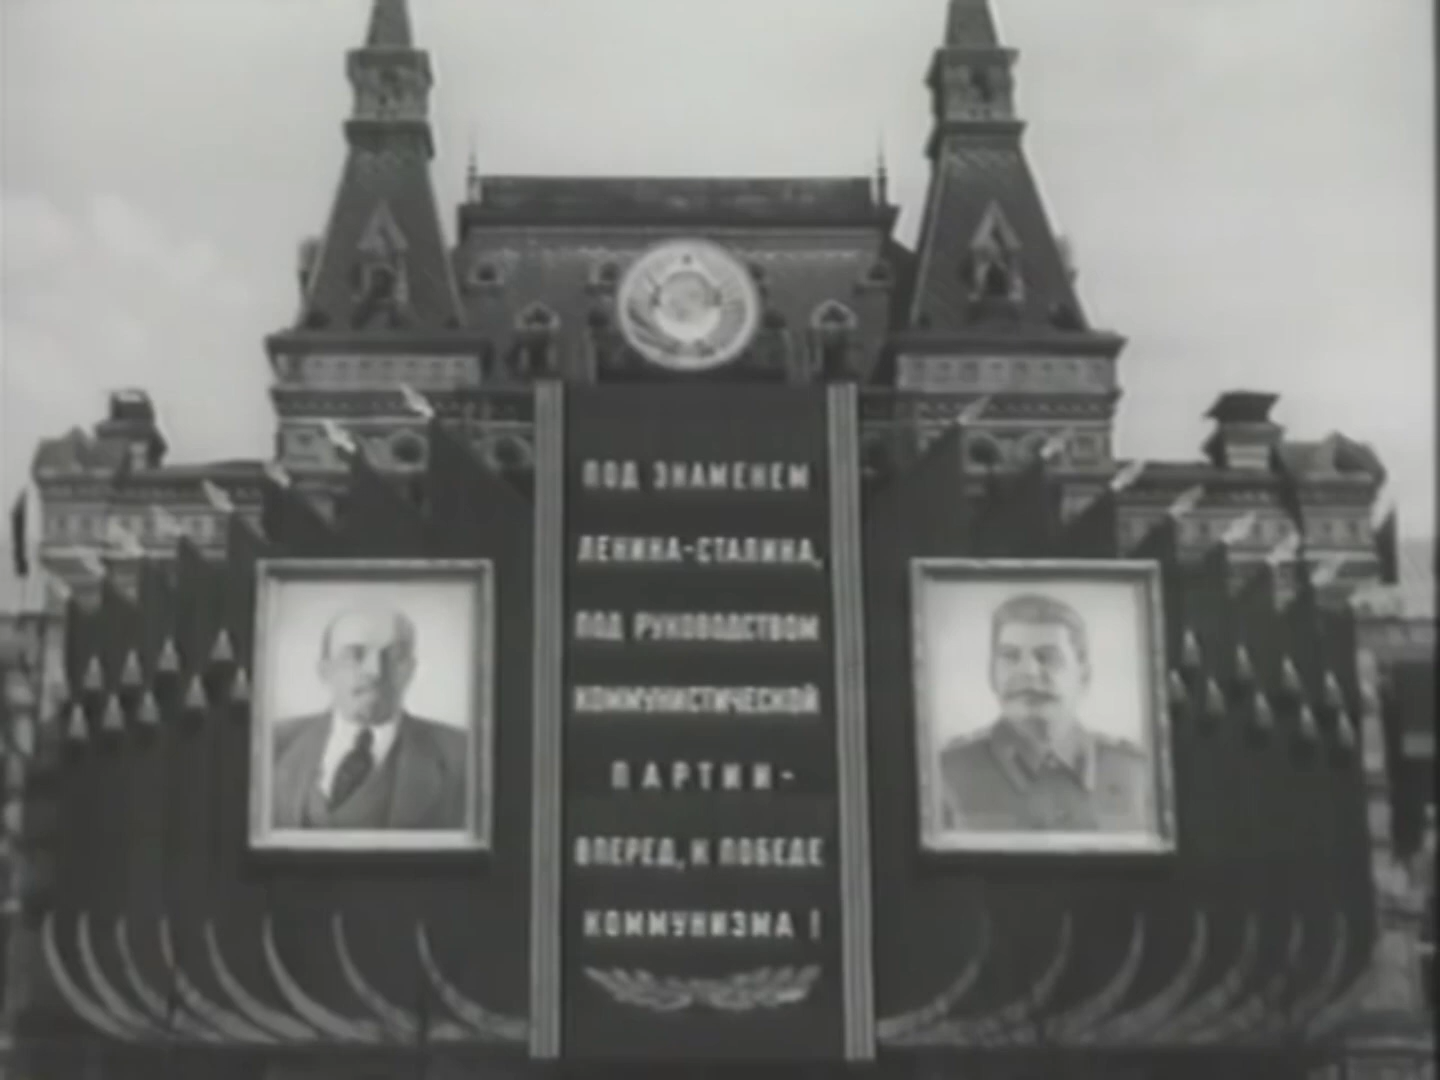 ПОД ЗНАМЕНЕМ
ЛЕНИНА-СТАЛИНА,
ПОД РУКОВОДСТВОМ
КОММУНИСТИЧЕСКОЙ
ПАРТИИ-
ВПЕРЕД, К ПОБЕДЕ
КОММУНИЗМА !